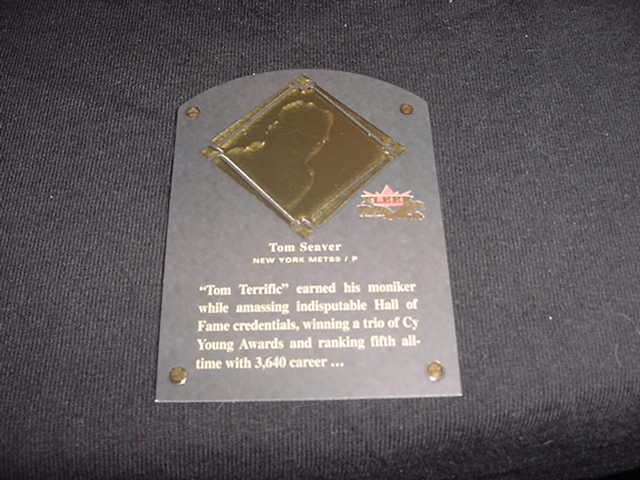 FLEER
Tom Seaver
NEW YORK METS® / P
“Tom Terrific” earned his moniker
while amassing indisputable Hall of
Fame credentials, winning a trio of Cy
Young Awards and ranking fifth all-
time with 3,640 career ...